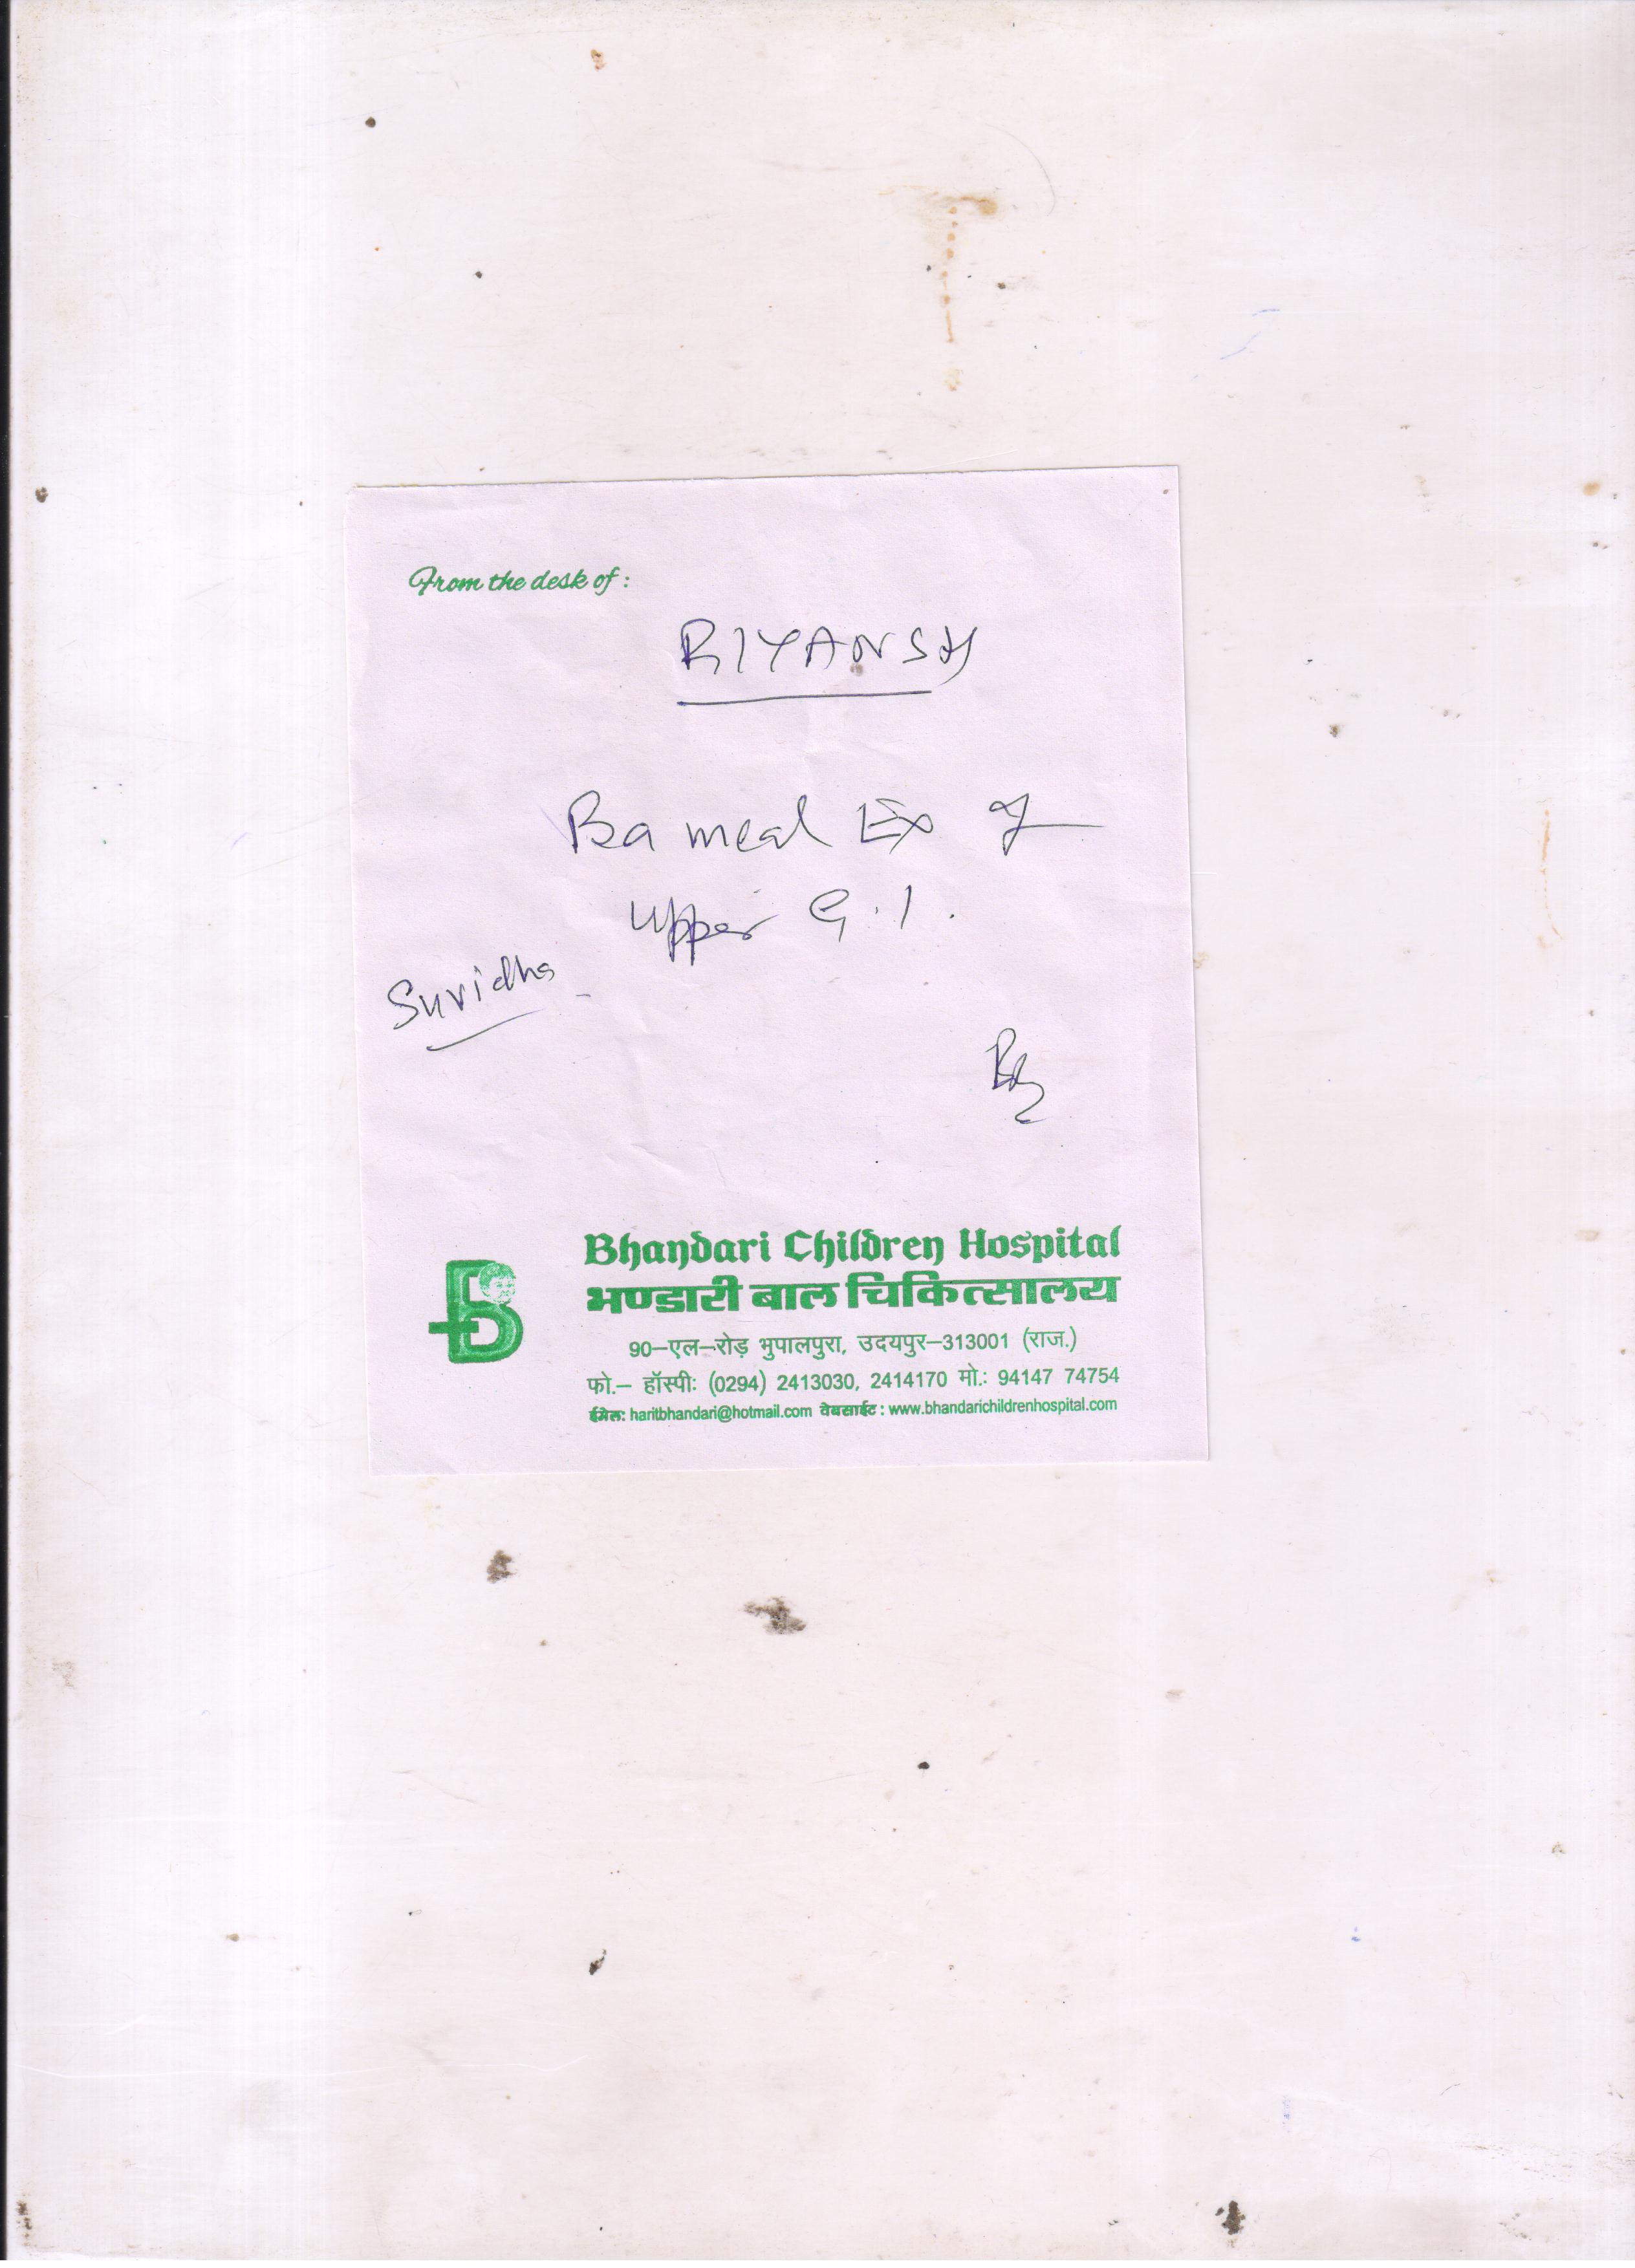 From the desk of :
RIYANSH
Ba meal Ex of
upper G.I.
Suvidha
Bhandari Children Hospital
भण्डारी बाल चिकित्सालय
90–एल–रोड़ भुपालपुरा, उदयपुर–313001 (राज.)
फो.– हॉस्पी: (0294) 2413030, 2414170 मो.: 94147 74754
ईमेल: haritbhandari@hotmail.com वेबसाईट : www.bhandarichildrenhospital.com